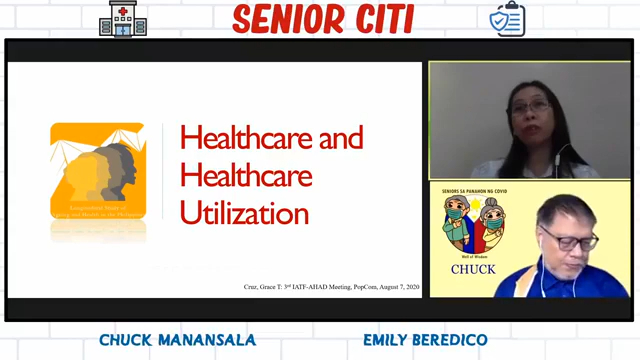 SENIOR CITI
Healthcare and
Healthcare
Utilization
Longitudinal Study of
Ageing and Health in the Philippines
Cruz, Grace T: 3rd IATF-AHAD Meeting, PopCom, August 7, 2020
SENIORS SA PANAHON NG COVID
Well of Wisdom
CHUCK
CHUCK MANANSALA
EMILY BEREDICO